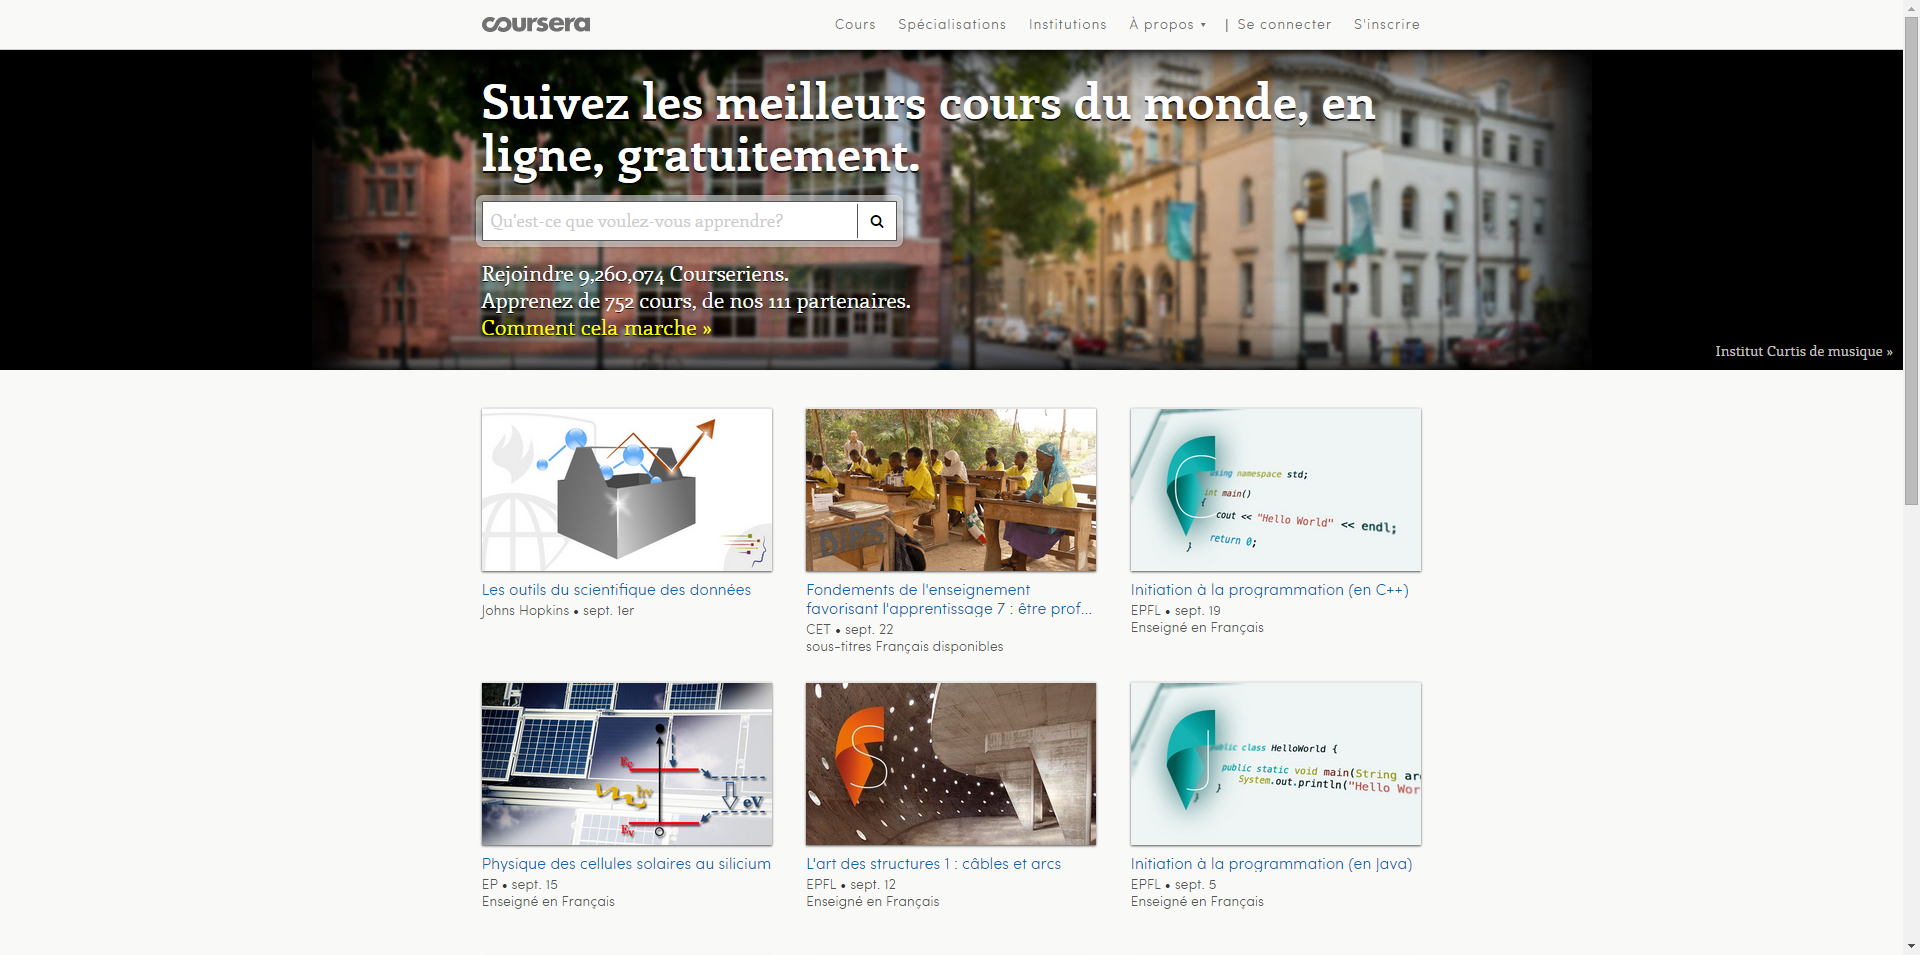 coursera
Cours
Spécialisations
Institutions
À propos ▾
|
Se connecter
S'inscrire
Suivez les meilleurs cours du monde, en
ligne, gratuitement.
Qu'est-ce que voulez-vous apprendre?
Rejoindre 9,260,074 Courseriens.
Apprenez de 752 cours, de nos 111 partenaires.
Comment cela marche »
Institut Curtis de musique »
BIPS
C
using namespace std;
int main()
{
cout << "Hello World" << endl;
return 0;
}
Les outils du scientifique des données
Johns Hopkins • sept. 1er
Fondements de l'enseignement
favorisant l'apprentissage 7 : être prof...
CET • sept. 22
sous-titres Français disponibles
Initiation à la programmation (en C++)
EPFL • sept. 19
Enseigné en Français
Ec
hν
eV
Ev
S
J
public class HelloWorld {
public static void main(String ar
System.out.println("Hello Wor
}
}
Physique des cellules solaires au silicium
EP • sept. 15
Enseigné en Français
L'art des structures 1 : câbles et arcs
EPFL • sept. 12
Enseigné en Français
Initiation à la programmation (en Java)
EPFL • sept. 5
Enseigné en Français